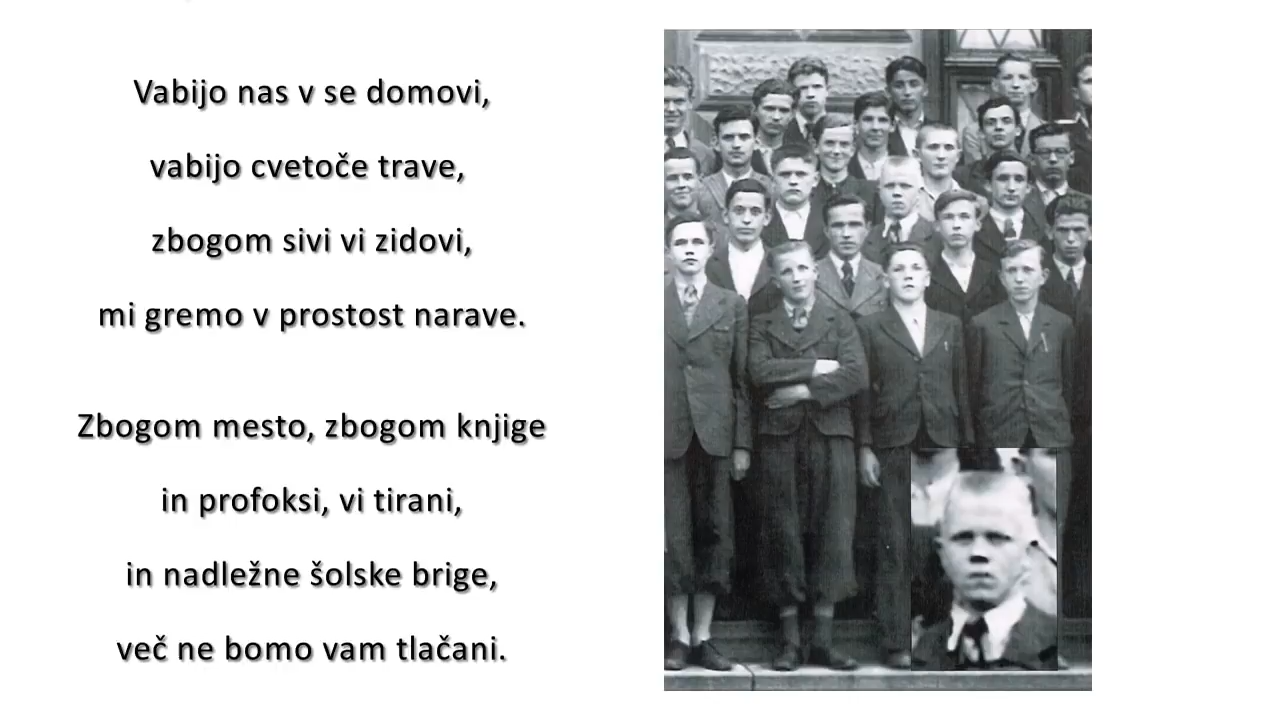 Vabijo nas v se domovi,
vabijo cvetoče trave,
zbogom sivi vi zidovi,
mi gremo v prostost narave.
Zbogom mesto, zbogom knjige
in profoksi, vi tirani,
in nadležne šolske brige,
več ne bomo vam tlačani.